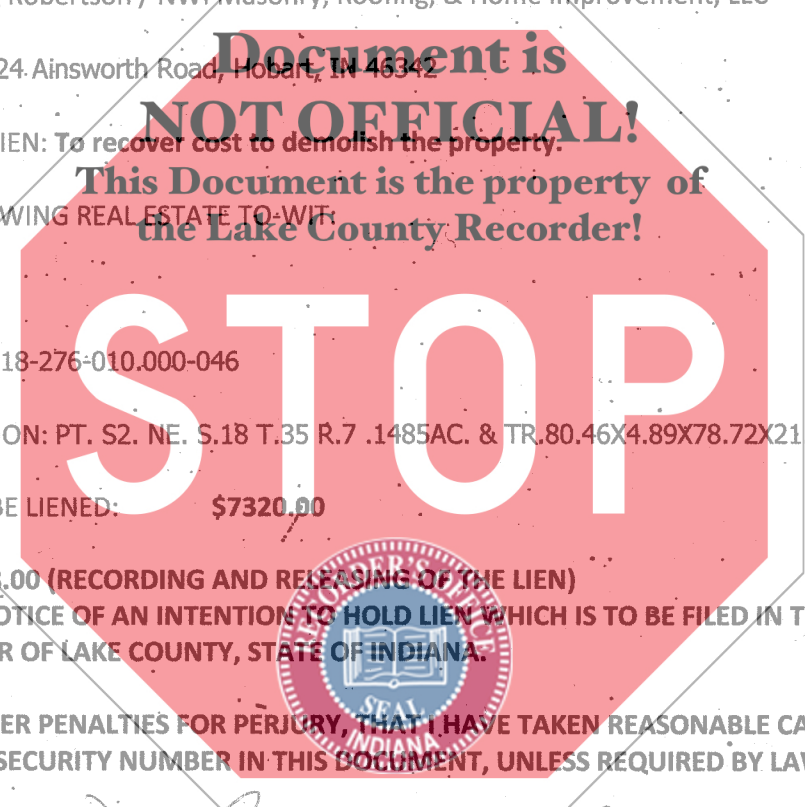 Robertson / NWI Masonry, Roofing, & Home Improvement, LLC
Document is
24 Ainsworth Road, Hobart, IN 46342
NOT OFFICIAL!
IEN: To recover cost to demolish the property.
This Document is the property of
WING REAL ESTATE TO-WIT:
the Lake County Recorder!
STOP
18-276-010.000-046
ON: PT. S2. NE. S.18 T.35 R.7 .1485AC. & TR.80.46X4.89X78.72X21
BE LIENED: $7320.00
.00 (RECORDING AND RELEASING OF THE LIEN)
OTICE OF AN INTENTION TO HOLD LIEN WHICH IS TO BE FILED IN T
R OF LAKE COUNTY, STATE OF INDIANA.
RECORDER'S OFFICE
SEAL
INDIANA
ER PENALTIES FOR PERJURY, THAT I HAVE TAKEN REASONABLE CA
SECURITY NUMBER IN THIS DOCUMENT, UNLESS REQUIRED BY LAW